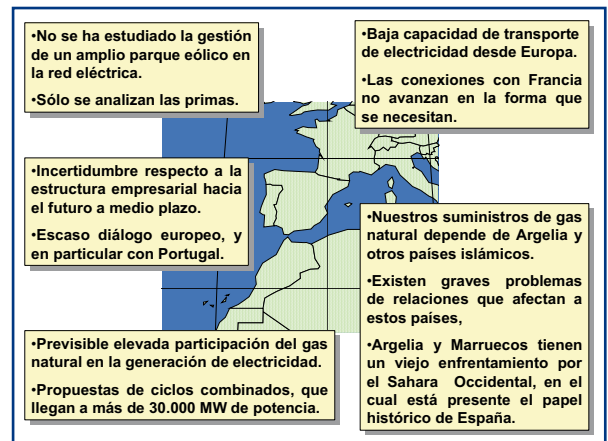 •No se ha estudiado la gestión
de un amplio parque eólico en
la red eléctrica.
•Sólo se analizan las primas.
•Baja capacidad de transporte
de electricidad desde Europa.
•Las conexiones con Francia
no avanzan en la forma que
se necesitan.
•Incertidumbre respecto a la
estructura empresarial hacia
el futuro a medio plazo.
•Escaso diálogo europeo, y
en particular con Portugal.
•Nuestros suministros de gas
natural depende de Argelia y
otros países islámicos.
•Existen graves problemas
de relaciones que afectan a
estos países,
•Argelia y Marruecos tienen
un viejo enfrentamiento por
el Sahara Occidental, en el
cual está presente el papel
histórico de España.
•Previsible elevada participación del gas
natural en la generación de electricidad.
•Propuestas de ciclos combinados, que
llegan a más de 30.000 MW de potencia.